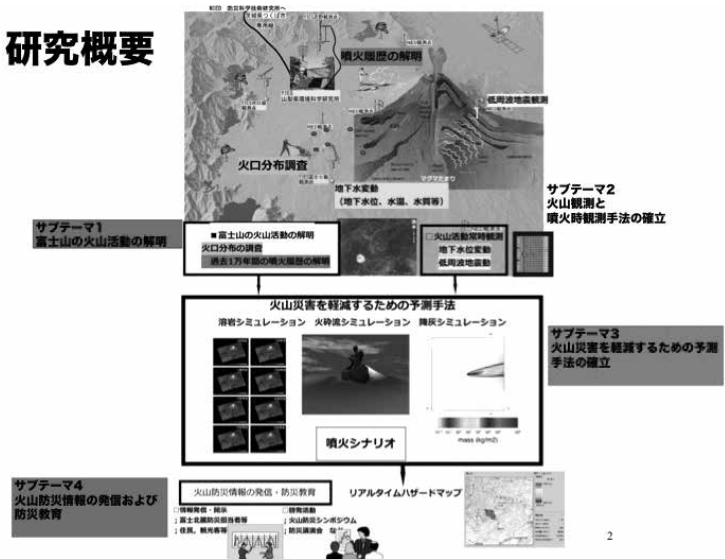 研究概要
NIED 防災科学技術研究所へ
噴火履歴の解明
山梨県環境科学研究所
低周波地震観測
火口分布調査
マグマだまり
地下水変動
(地下水位、水温、水質等)
サブテーマ2
火山観測と
噴火時観測手法の確立
サブテーマ1
富士山の火山活動の解明
■富士山の火山活動の解明
火口分布の調査
過去1万年間の噴火履歴の解明
□火山活動常時観測
地下水位変動
低周波地震動
火山災害を軽減するための予測手法
溶岩シミュレーション 火砕流シミュレーション 降灰シミュレーション
mass (kg/m2)
噴火シナリオ
サブテーマ3
火山災害を軽減するための予測
手法の確立
サブテーマ4
火山防災情報の発信および
防災教育
火山防災情報の発信・防災教育
リアルタイムハザードマップ
□情報発信・開示
;富士北麓防災担当者等
;住民、観光客等
□啓発活動
;火山防災シンポジウム
;防災講演会
2